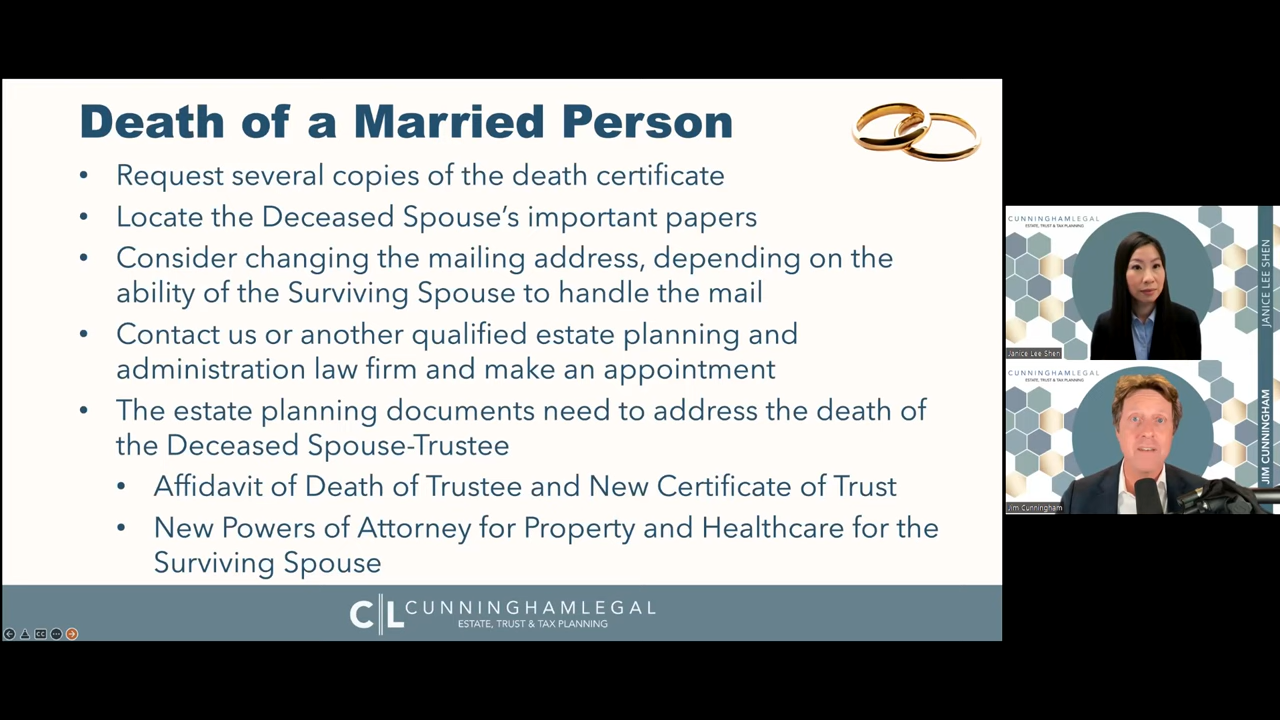 Death of a Married Person
• Request several copies of the death certificate
• Locate the Deceased Spouse's important papers
• Consider changing the mailing address, depending on the
ability of the Surviving Spouse to handle the mail
• Contact us or another qualified estate planning and
administration law firm and make an appointment
• The estate planning documents need to address the death of
the Deceased Spouse-Trustee
• Affidavit of Death of Trustee and New Certificate of Trust
• New Powers of Attorney for Property and Healthcare for the
Surviving Spouse
CL CUNNINGHAMLEGAL
ESTATE, TRUST & TAX PLANNING
CC
CUNNINGHAMLEGAL
ESTATE, TRUST & TAX PLANNING
JANICE LEE SHEN
Janice Lee Shen
CUNNINGHAMLEGAL
ESTATE, TRUST & TAX PLANNING
JIM CUNNINGHAM
Jim Cunningham